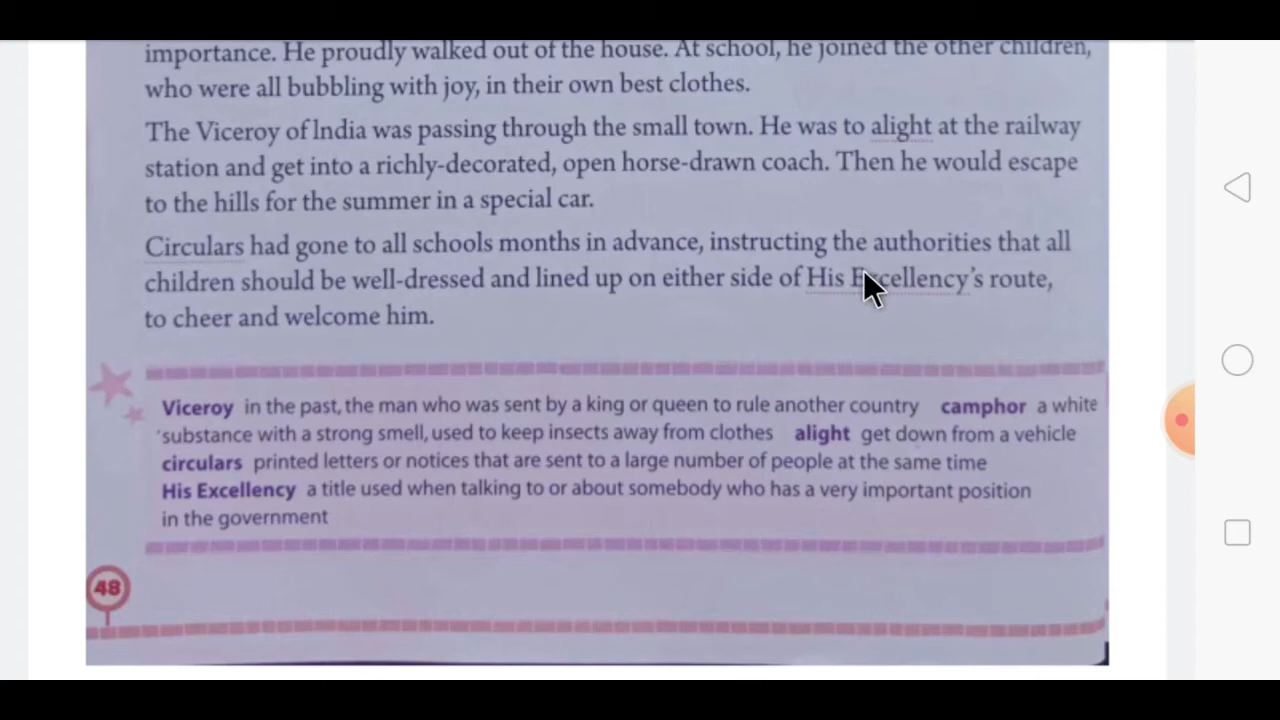 importance. He proudly walked out of the house. At school, he joined the other children,
who were all bubbling with joy, in their own best clothes.
The Viceroy of India was passing through the small town. He was to alight at the railway
station and get into a richly-decorated, open horse-drawn coach. Then he would escape
to the hills for the summer in a special car.
Circulars had gone to all schools months in advance, instructing the authorities that all
children should be well-dressed and lined up on either side of His Excellency's route,
to cheer and welcome him.
Viceroy in the past, the man who was sent by a king or queen to rule another country camphor a white
substance with a strong smell, used to keep insects away from clothes alight get down from a vehicle
circulars printed letters or notices that are sent to a large number of people at the same time
His Excellency a title used when talking to or about somebody who has a very important position
in the government
48